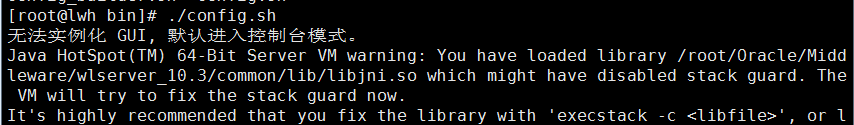 [root@lwh bin]# ./config.sh
无法实例化 GUI, 默认进入控制台模式。
Java HotSpot(TM) 64-Bit Server VM warning: You have loaded library /root/Oracle/Midd
leware/wlserver_10.3/common/lib/libjni.so which might have disabled stack guard. The
 VM will try to fix the stack guard now.
It's highly recommended that you fix the library with 'execstack -c <libfile>', or l